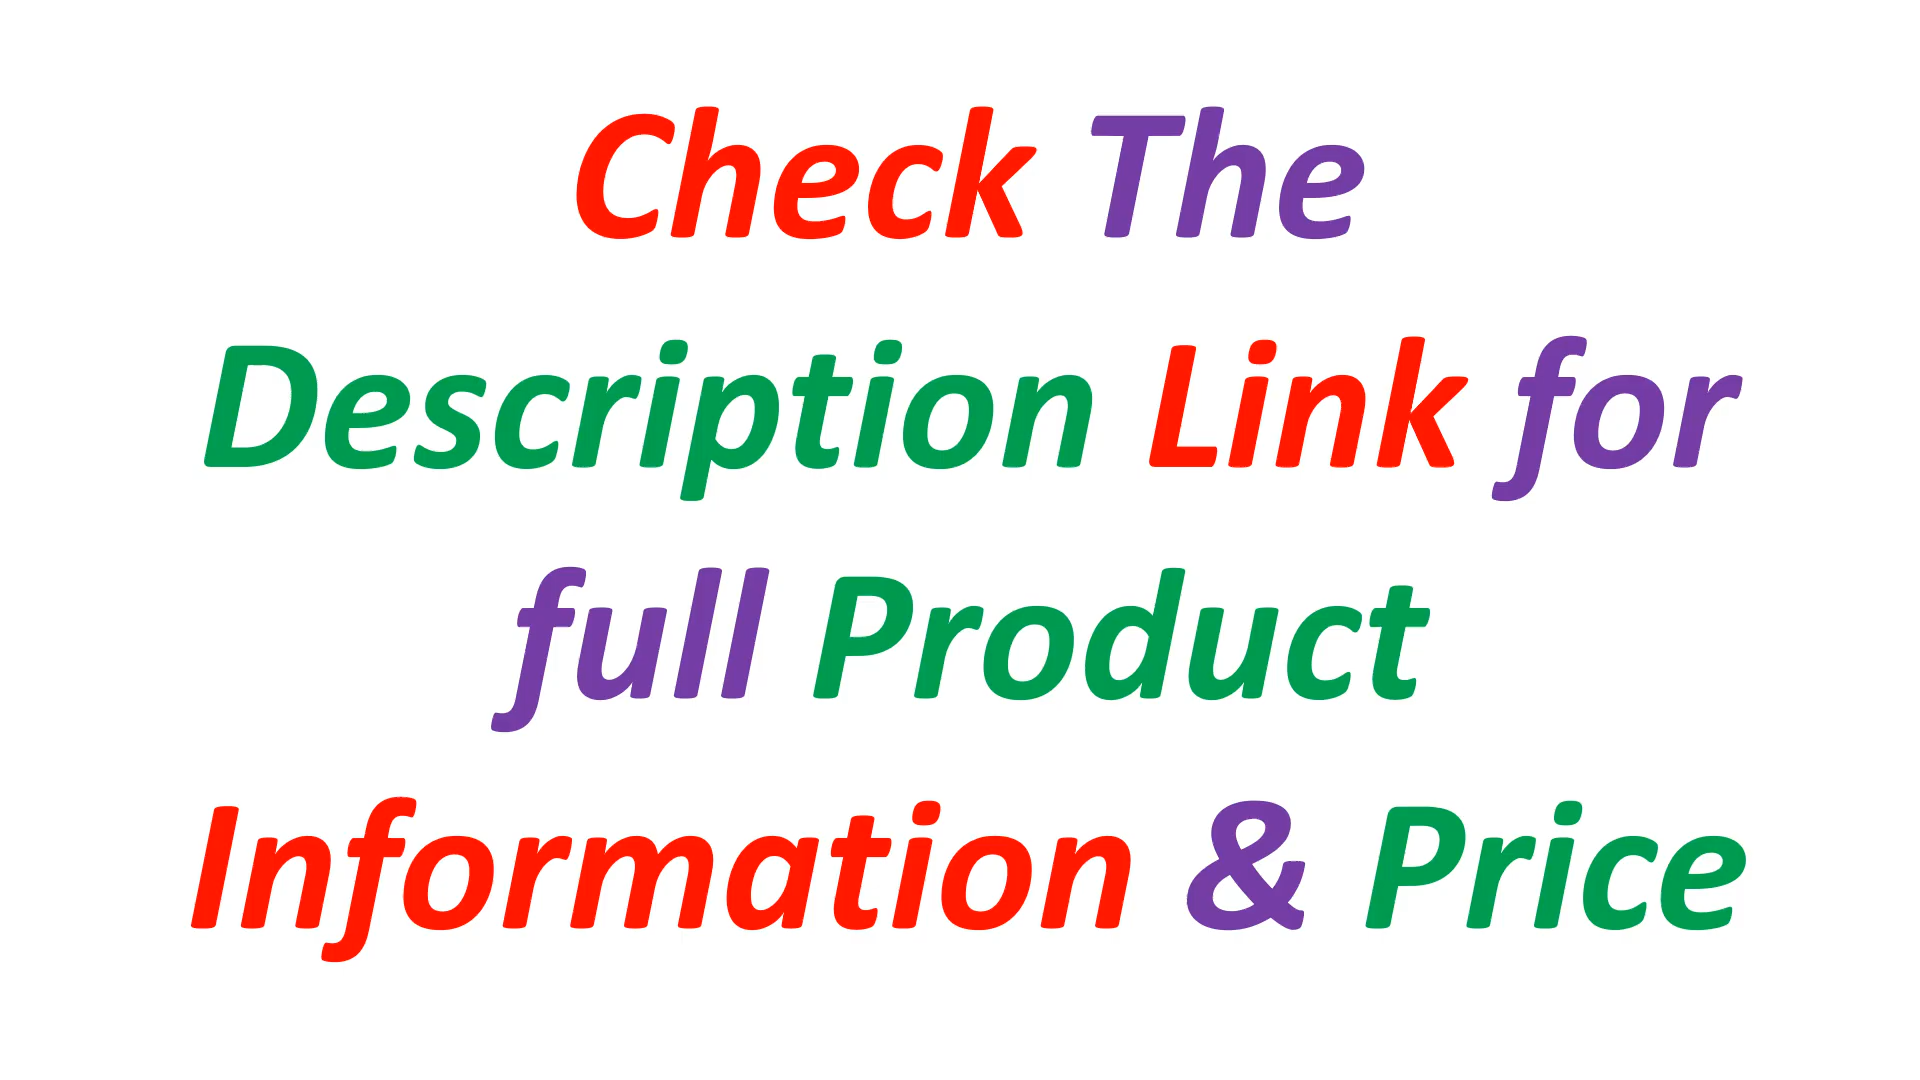 Check The
Description Link for
full Product
Information & Price